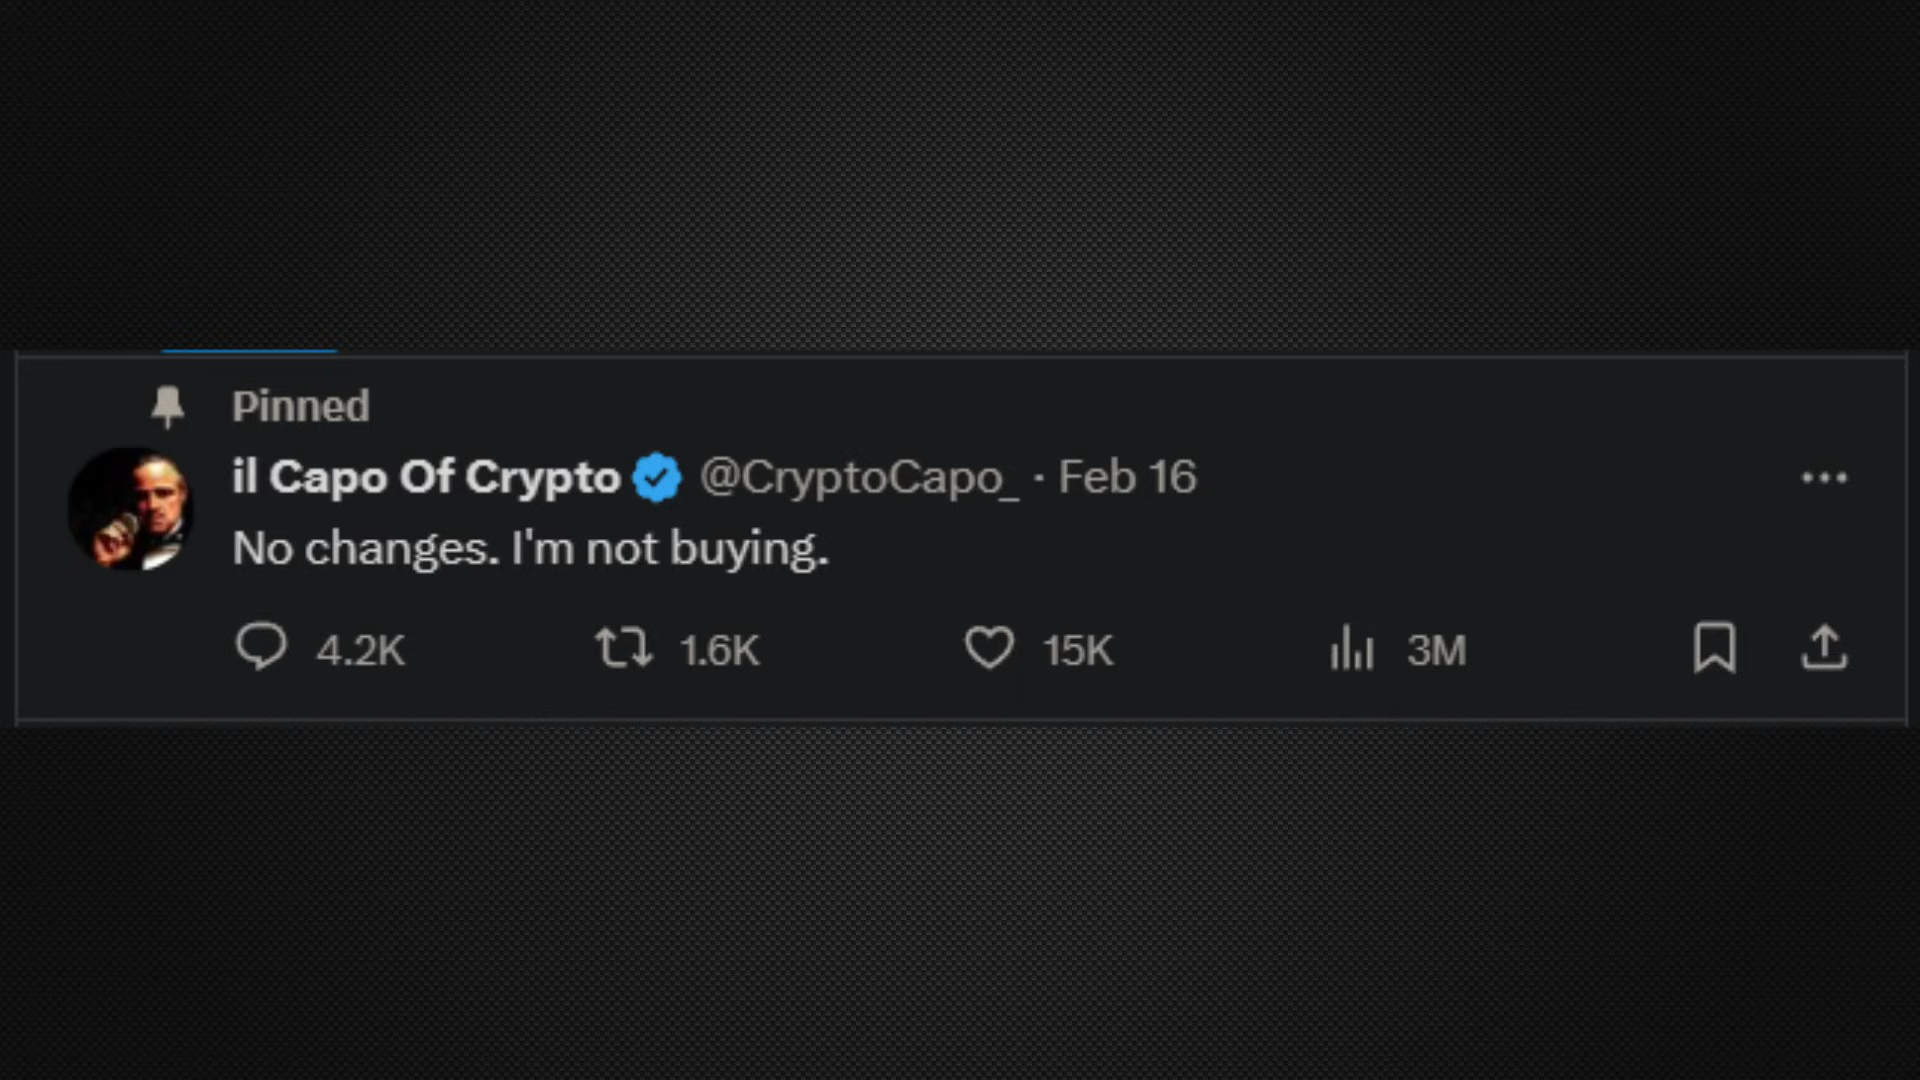 Pinned
il Capo Of Crypto @CryptoCapo_ · Feb 16
No changes. I'm not buying.
4.2K 1.6K 15K 3M